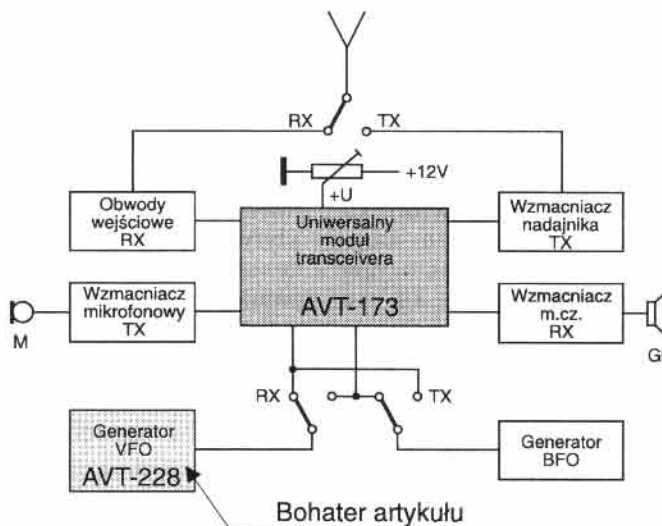 RX
TX
+12V
+U
Obwody
wejściowe
RX
Uniwersalny
moduł
transceivera
AVT-173
Wzmacniacz
nadajnika
TX
M
Wzmacniacz
mikrofonowy
TX
Wzmacniacz
m.cz.
RX
RX
TX
Generator
VFO
AVT-228
Generator
BFO
Bohater artykułu